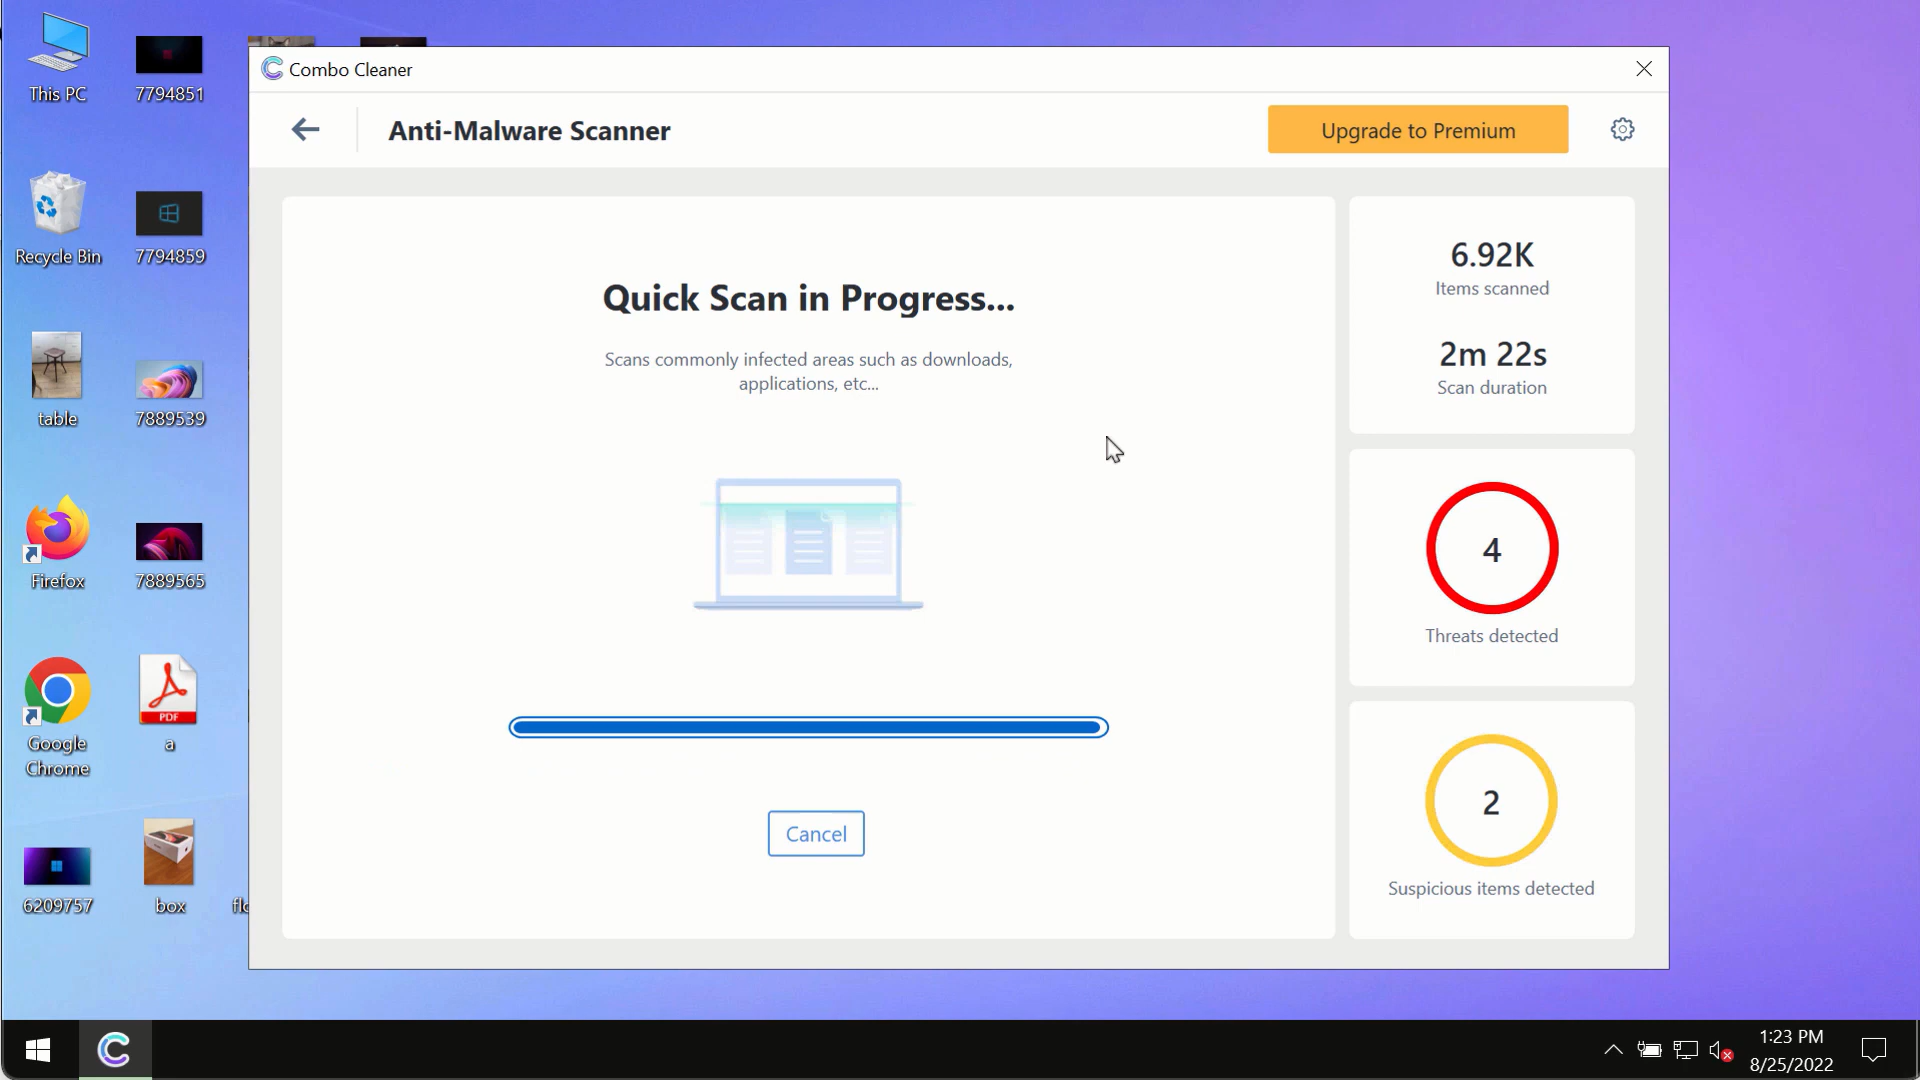 This PC
7794851
Recycle Bin
7794859
table
7889539
Firefox
7889565
Google
Chrome
PDF
a
6209757
box
Combo Cleaner
Anti-Malware Scanner
Upgrade to Premium
Quick Scan in Progress...
Scans commonly infected areas such as downloads,
applications, etc...
Cancel
6.92K
Items scanned
2m 22s
Scan duration
4
Threats detected
2
Suspicious items detected
1:23 PM
8/25/2022